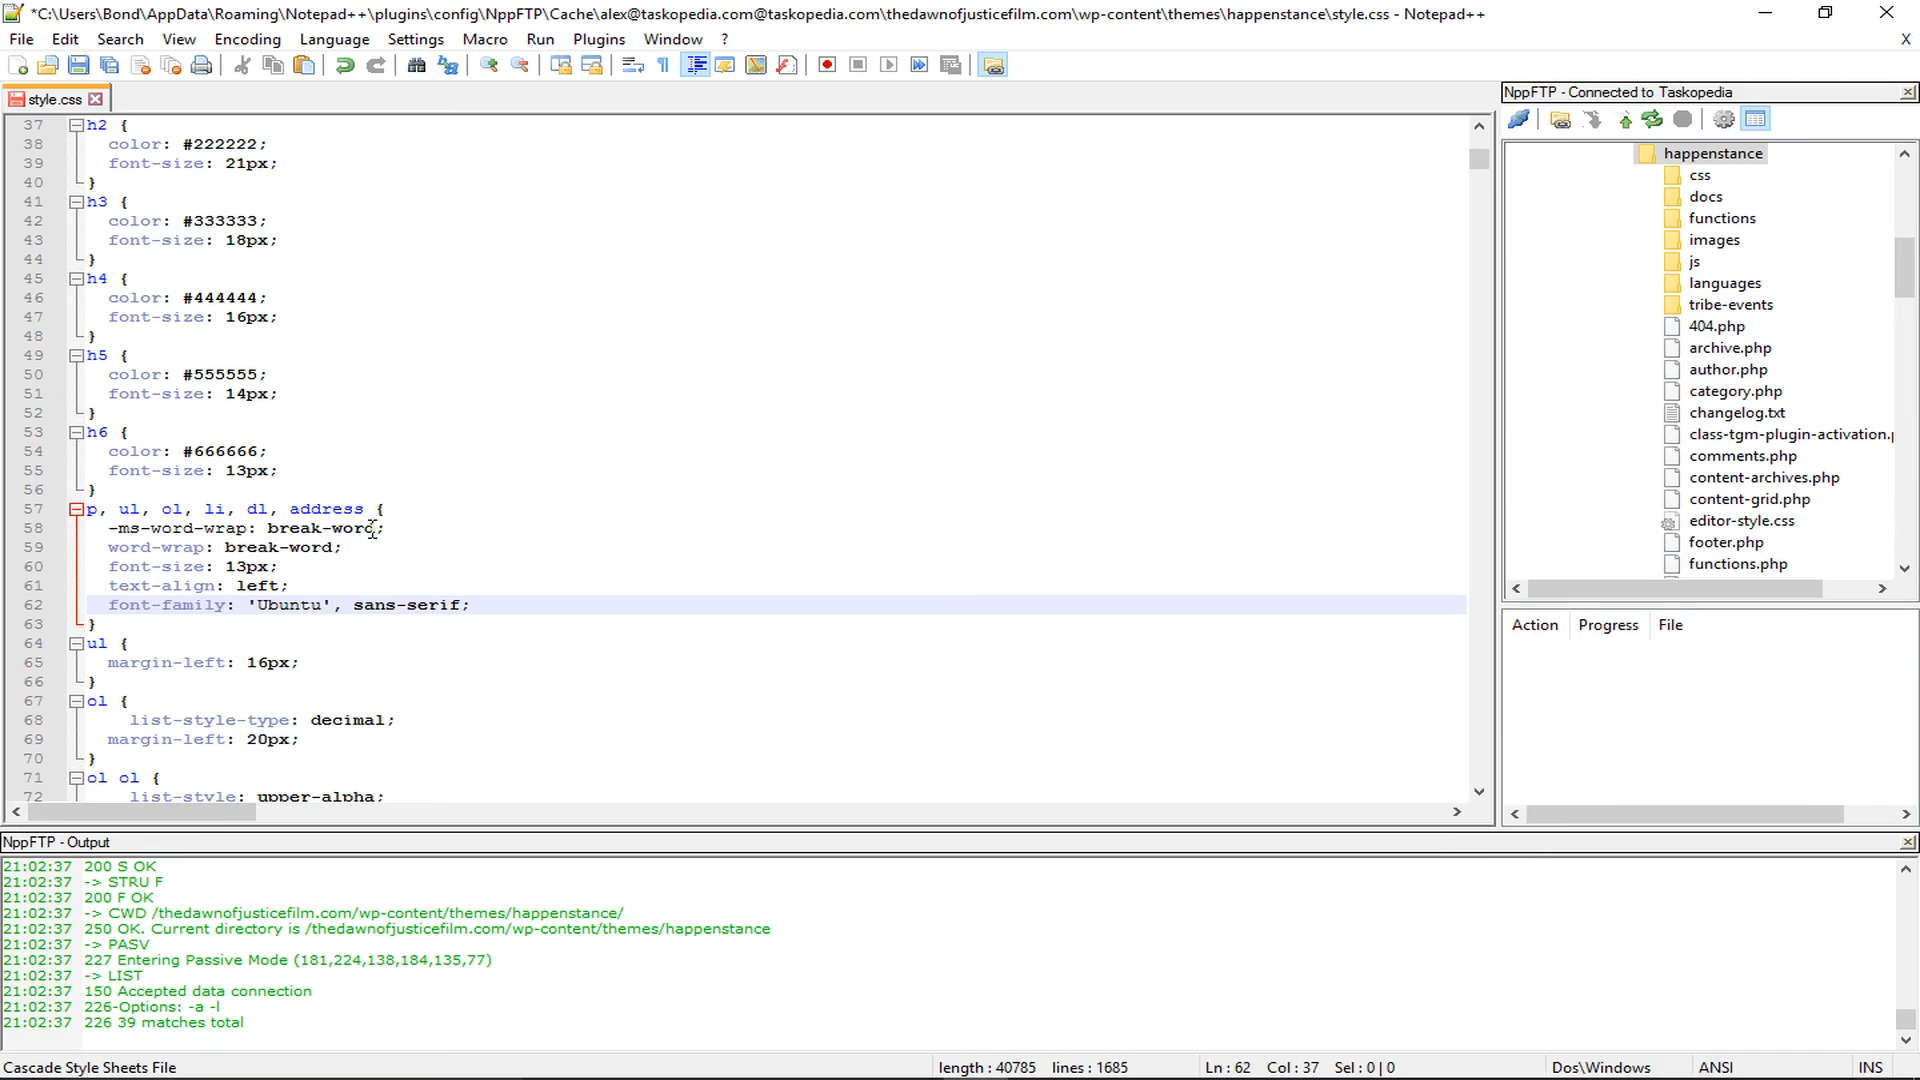 *C:\Users\Bond\AppData\Roaming\Notepad++\plugins\config\NppFTP\Cache\alex@taskopedia.com@taskopedia.com\thedawnofjusticefilm.com\wp-content\themes\happenstance\style.css - Notepad++
File Edit Search View Encoding Language Settings Macro Run Plugins Window ? X
style.css
37 h2 {
38 color: #222222;
39 font-size: 21px;
40 }
41 h3 {
42 color: #333333;
43 font-size: 18px;
44 }
45 h4 {
46 color: #444444;
47 font-size: 16px;
48 }
49 h5 {
50 color: #555555;
51 font-size: 14px;
52 }
53 h6 {
54 color: #666666;
55 font-size: 13px;
56 }
57 p, ul, ol, li, dl, address {
58 -ms-word-wrap: break-word;
59 word-wrap: break-word;
60 font-size: 13px;
61 text-align: left;
62 font-family: 'Ubuntu', sans-serif;
63 }
64 ul {
65 margin-left: 16px;
66 }
67 ol {
68 list-style-type: decimal;
69 margin-left: 20px;
70 }
71 ol ol {
72 list-style: upper-alpha;
NppFTP - Connected to Taskopedia
happenstance
css
docs
functions
images
js
languages
tribe-events
404.php
archive.php
author.php
category.php
changelog.txt
class-tgm-plugin-activation.
comments.php
content-archives.php
content-grid.php
editor-style.css
footer.php
functions.php
Action Progress File
NppFTP - Output
21:02:37 200 S OK
21:02:37 -> STRU F
21:02:37 200 F OK
21:02:37 -> CWD /thedawnofjusticefilm.com/wp-content/themes/happenstance/
21:02:37 250 OK. Current directory is /thedawnofjusticefilm.com/wp-content/themes/happenstance
21:02:37 -> PASV
21:02:37 227 Entering Passive Mode (181,224,138,184,135,77)
21:02:37 -> LIST
21:02:37 150 Accepted data connection
21:02:37 226-Options: -a -l
21:02:37 226 39 matches total
Cascade Style Sheets File length : 40785 lines : 1685 Ln : 62 Col : 37 Sel : 0 | 0 Dos\Windows ANSI INS